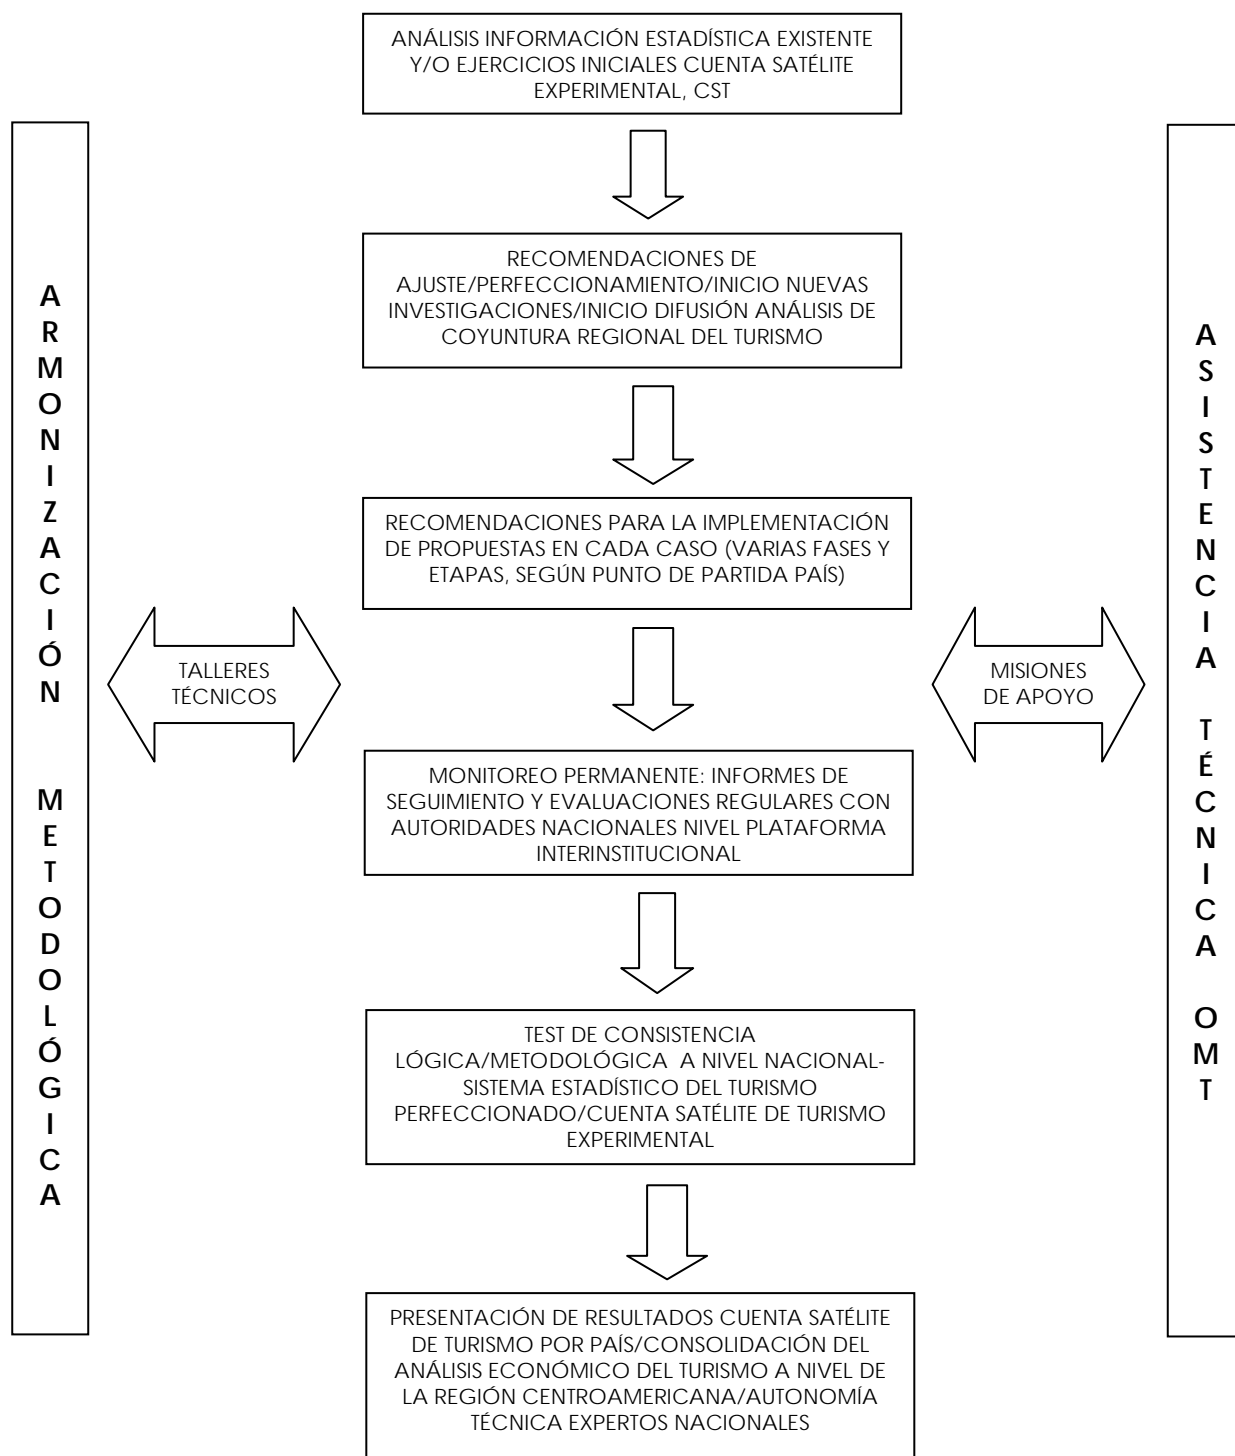 ANÁLISIS INFORMACIÓN ESTADÍSTICA EXISTENTE
Y/O EJERCICIOS INICIALES CUENTA SATÉLITE
EXPERIMENTAL, CST
RECOMENDACIONES DE
AJUSTE/PERFECCIONAMIENTO/INICIO NUEVAS
INVESTIGACIONES/INICIO DIFUSIÓN ANÁLISIS DE
COYUNTURA REGIONAL DEL TURISMO
RECOMENDACIONES PARA LA IMPLEMENTACIÓN
DE PROPUESTAS EN CADA CASO (VARIAS FASES Y
ETAPAS, SEGÚN PUNTO DE PARTIDA PAÍS)
ARMONIZACIÓN METODOLÓGICA
TALLERES
TÉCNICOS
MISIONES
DE APOYO
ASISTENCIA TÉCNICA OMT
MONITOREO PERMANENTE: INFORMES DE
SEGUIMIENTO Y EVALUACIONES REGULARES CON
AUTORIDADES NACIONALES NIVEL PLATAFORMA
INTERINSTITUCIONAL
TEST DE CONSISTENCIA
LÓGICA/METODOLÓGICA A NIVEL NACIONAL-
SISTEMA ESTADÍSTICO DEL TURISMO
PERFECCIONADO/CUENTA SATÉLITE DE TURISMO
EXPERIMENTAL
PRESENTACIÓN DE RESULTADOS CUENTA SATÉLITE
DE TURISMO POR PAÍS/CONSOLIDACIÓN DEL
ANÁLISIS ECONÓMICO DEL TURISMO A NIVEL DE
LA REGIÓN CENTROAMERICANA/AUTONOMÍA
TÉCNICA EXPERTOS NACIONALES